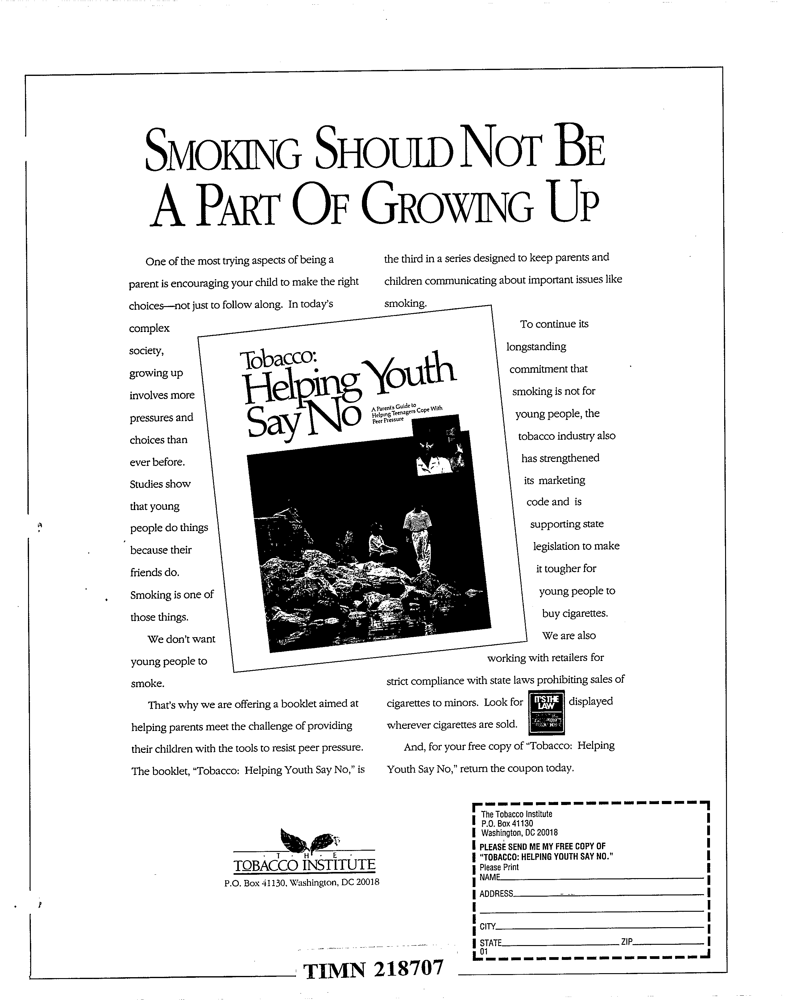 SMOKING SHOULD NOT BE
A PART OF GROWING UP
One of the most trying aspects of being a
parent is encouraging your child to make the right
choices—not just to follow along. In today's
complex
society,
growing up
involves more
pressures and
choices than
ever before.
Studies show
that young
people do things
because their
friends do.
Smoking is one of
those things.
We don't want
young people to
smoke.
That's why we are offering a booklet aimed at
helping parents meet the challenge of providing
their children with the tools to resist peer pressure.
The booklet, "Tobacco: Helping Youth Say No," is
the third in a series designed to keep parents and
children communicating about important issues like
smoking.
Tobacco:
Helping Youth
Say No
A Parent's Guide to
Helping Teenagers Cope With
Peer Pressure
To continue its
longstanding
commitment that
smoking is not for
young people, the
tobacco industry also
has strengthened
its marketing
code and is
supporting state
legislation to make
it tougher for
young people to
buy cigarettes.
We are also
working with retailers for
strict compliance with state laws prohibiting sales of
cigarettes to minors. Look for IT'S THE LAW displayed
wherever cigarettes are sold.
And, for your free copy of "Tobacco: Helping
Youth Say No," return the coupon today.
THE
TOBACCO INSTITUTE
P.O. Box 41130, Washington, DC 20018
The Tobacco Institute
P.O. Box 41130
Washington, DC 20018
PLEASE SEND ME MY FREE COPY OF
"TOBACCO: HELPING YOUTH SAY NO."
Please Print
NAME
ADDRESS
CITY
STATE ZIP
01
TIMN 218707